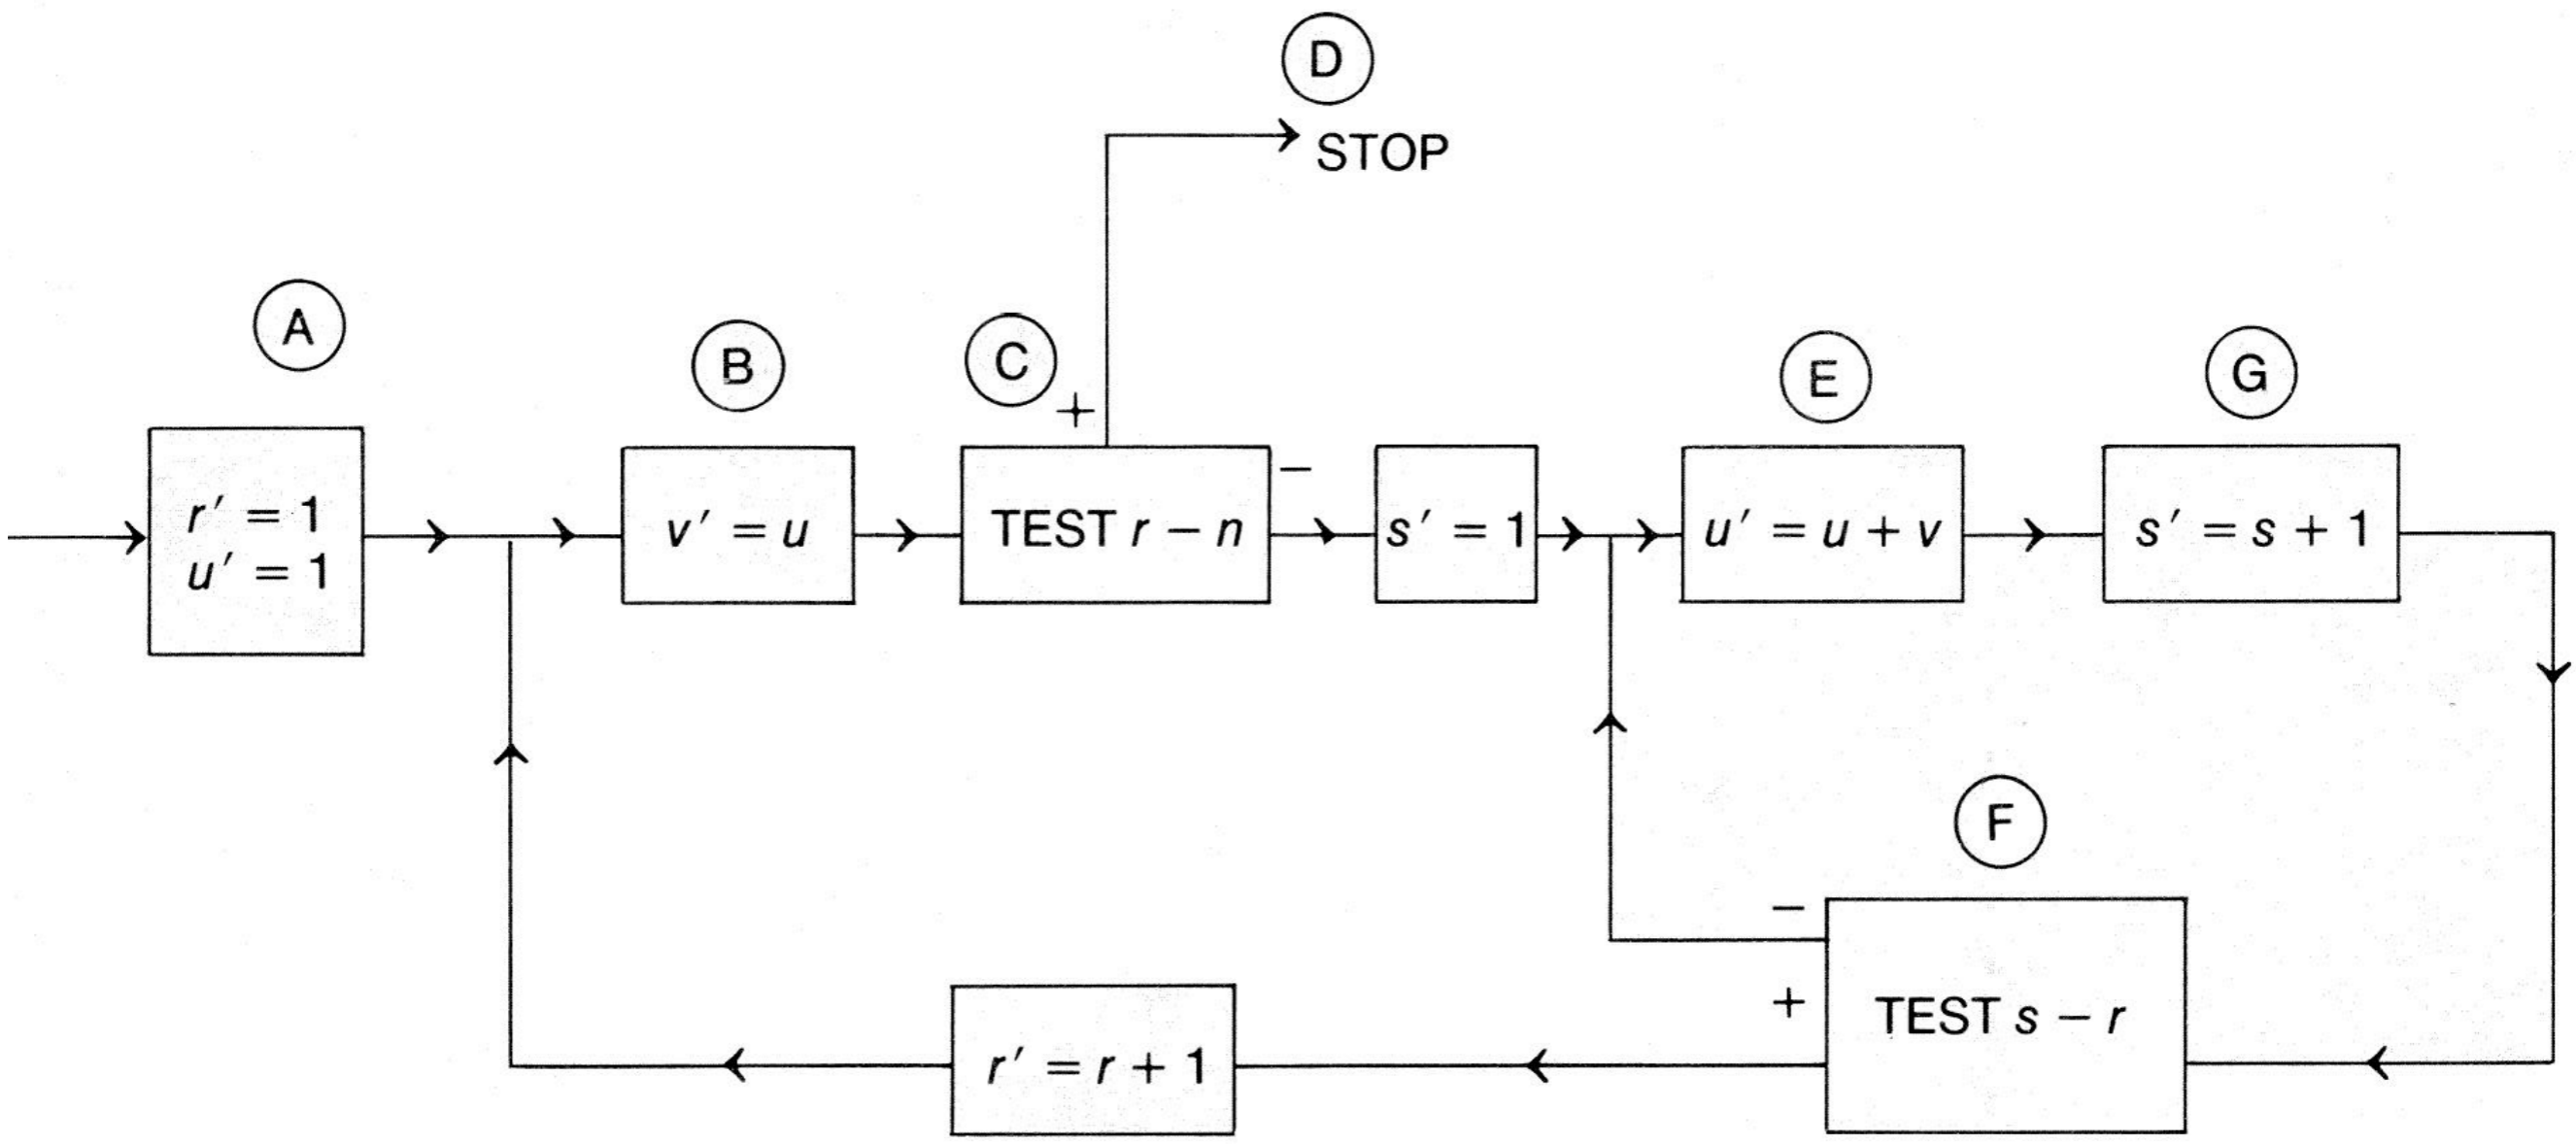 D
STOP
A
B
C
E
G
+
−
r′ = 1
u′ = 1
v′ = u
TEST r − n
s′ = 1
u′ = u + v
s′ = s + 1
F
−
+
TEST s − r
r′ = r + 1